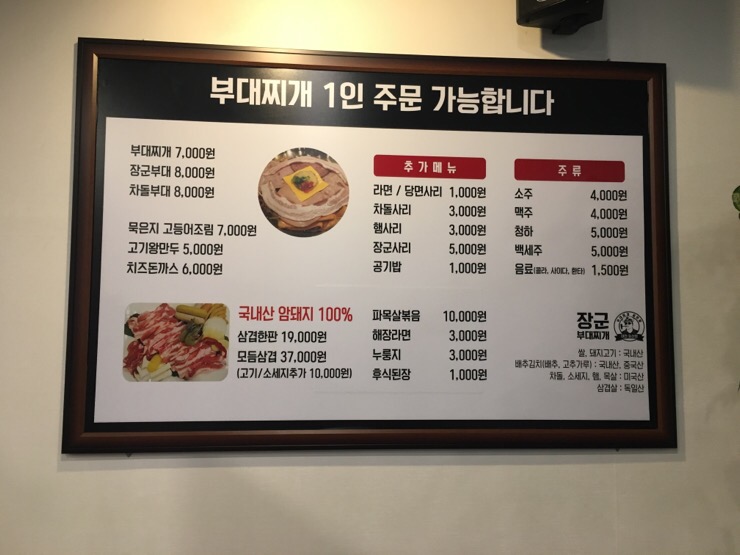 부대찌개 1인 주문 가능합니다
부대찌개 7,000원
장군부대 8,000원
차돌부대 8,000원
묵은지 고등어조림 7,000원
고기왕만두 5,000원
치즈돈까스 6,000원
국내산 암돼지 100%
삼겹한판 19,000원
모듬삼겹 37,000원
(고기/소세지추가 10,000원)
추가메뉴
라면 / 당면사리 1,000원
차돌사리 3,000원
햄사리 3,000원
장군사리 5,000원
공기밥 1,000원
파목살볶음 10,000원
해장라면 3,000원
누룽지 3,000원
후식된장 1,000원
주류
소주 4,000원
맥주 4,000원
청하 5,000원
백세주 5,000원
음료(콜라, 사이다, 환타) 1,500원
장군
부대찌개
쌀, 돼지고기 : 국내산
배추김치(배추, 고추가루) : 국내산, 중국산
차돌, 소세지, 햄, 목살 : 미국산
삼겹살 : 독일산